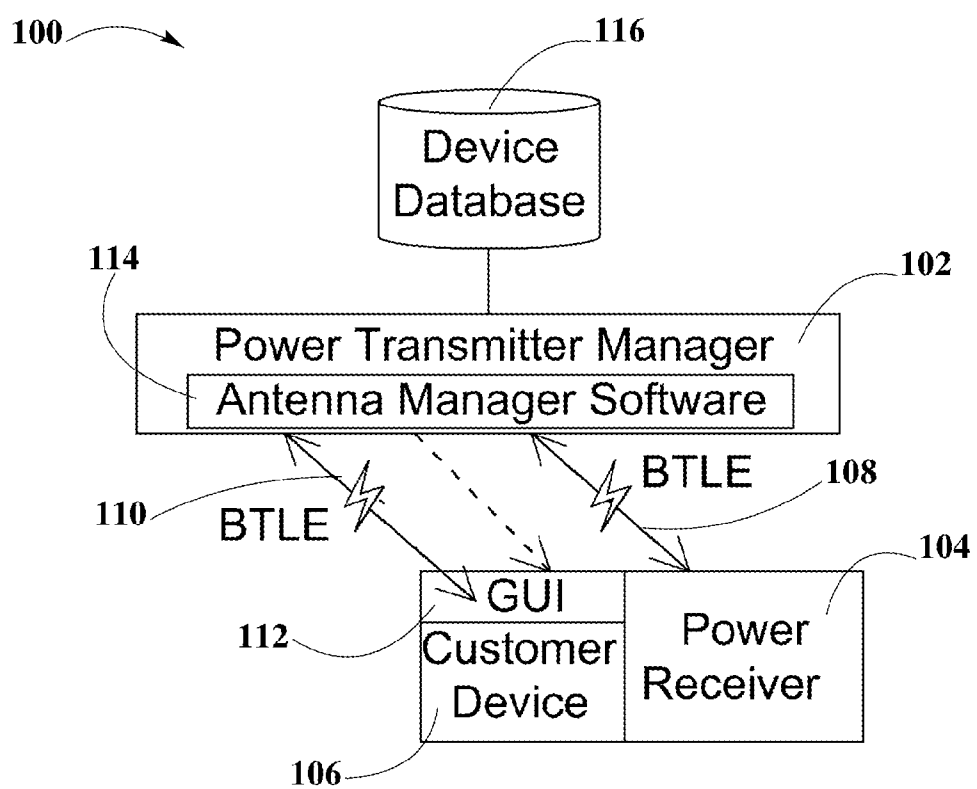 100
116
Device
Database
114
102
Power Transmitter Manager
Antenna Manager Software
110
BTLE
BTLE
108
104
GUI
112
Customer
Device
Power
Receiver
106